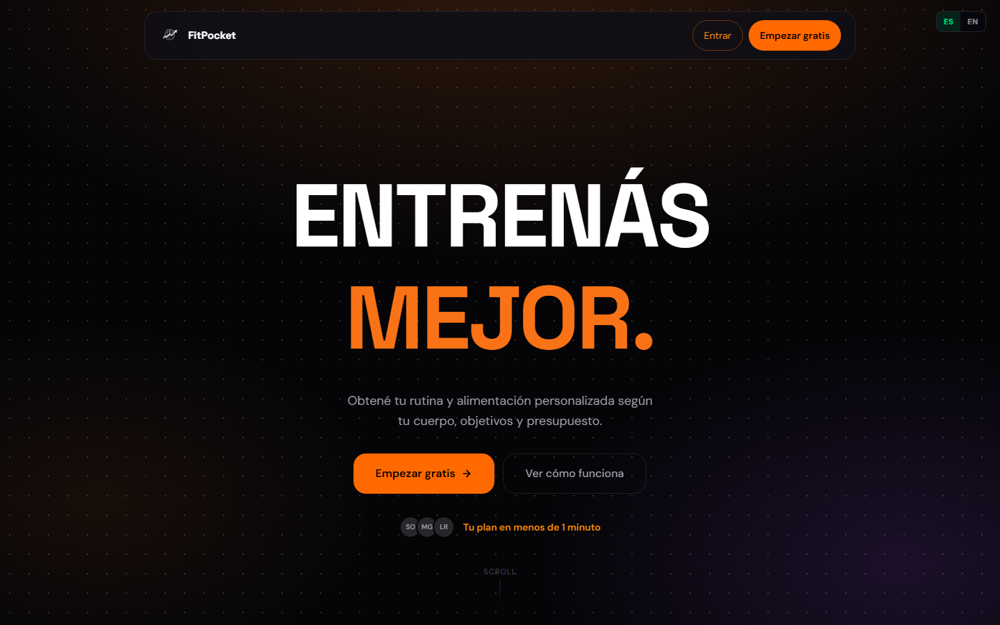 FitPocket
Entrar
Empezar gratis
ES
EN
ENTRENÁS
MEJOR.
Obtené tu rutina y alimentación personalizada según
tu cuerpo, objetivos y presupuesto.
Empezar gratis →
Ver cómo funciona
SO
MG
LR
Tu plan en menos de 1 minuto
SCROLL